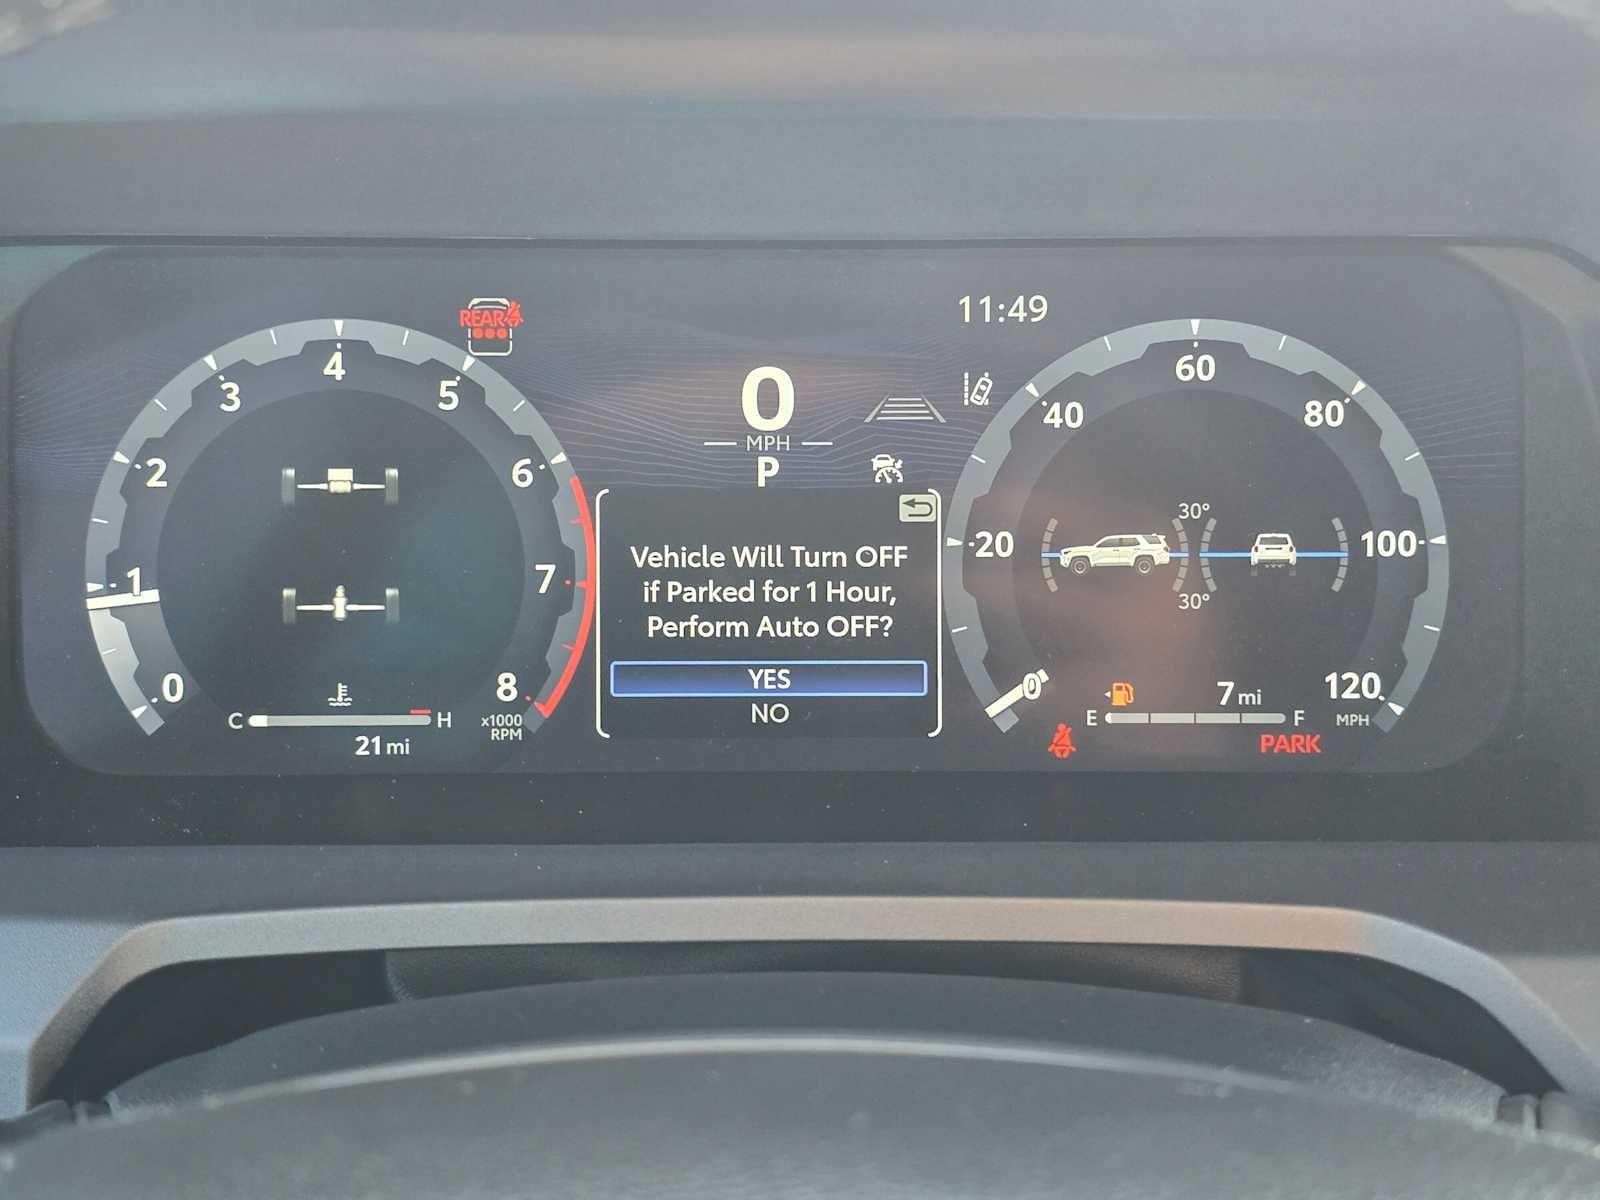 REAR
11:49
0
MPH
P
0
1
2
3
4
5
6
7
8
x1000
RPM
C
H
21 mi
Vehicle Will Turn OFF
if Parked for 1 Hour,
Perform Auto OFF?
YES
NO
0
20
40
60
80
100
120
MPH
30°
30°
7 mi
E
F
PARK